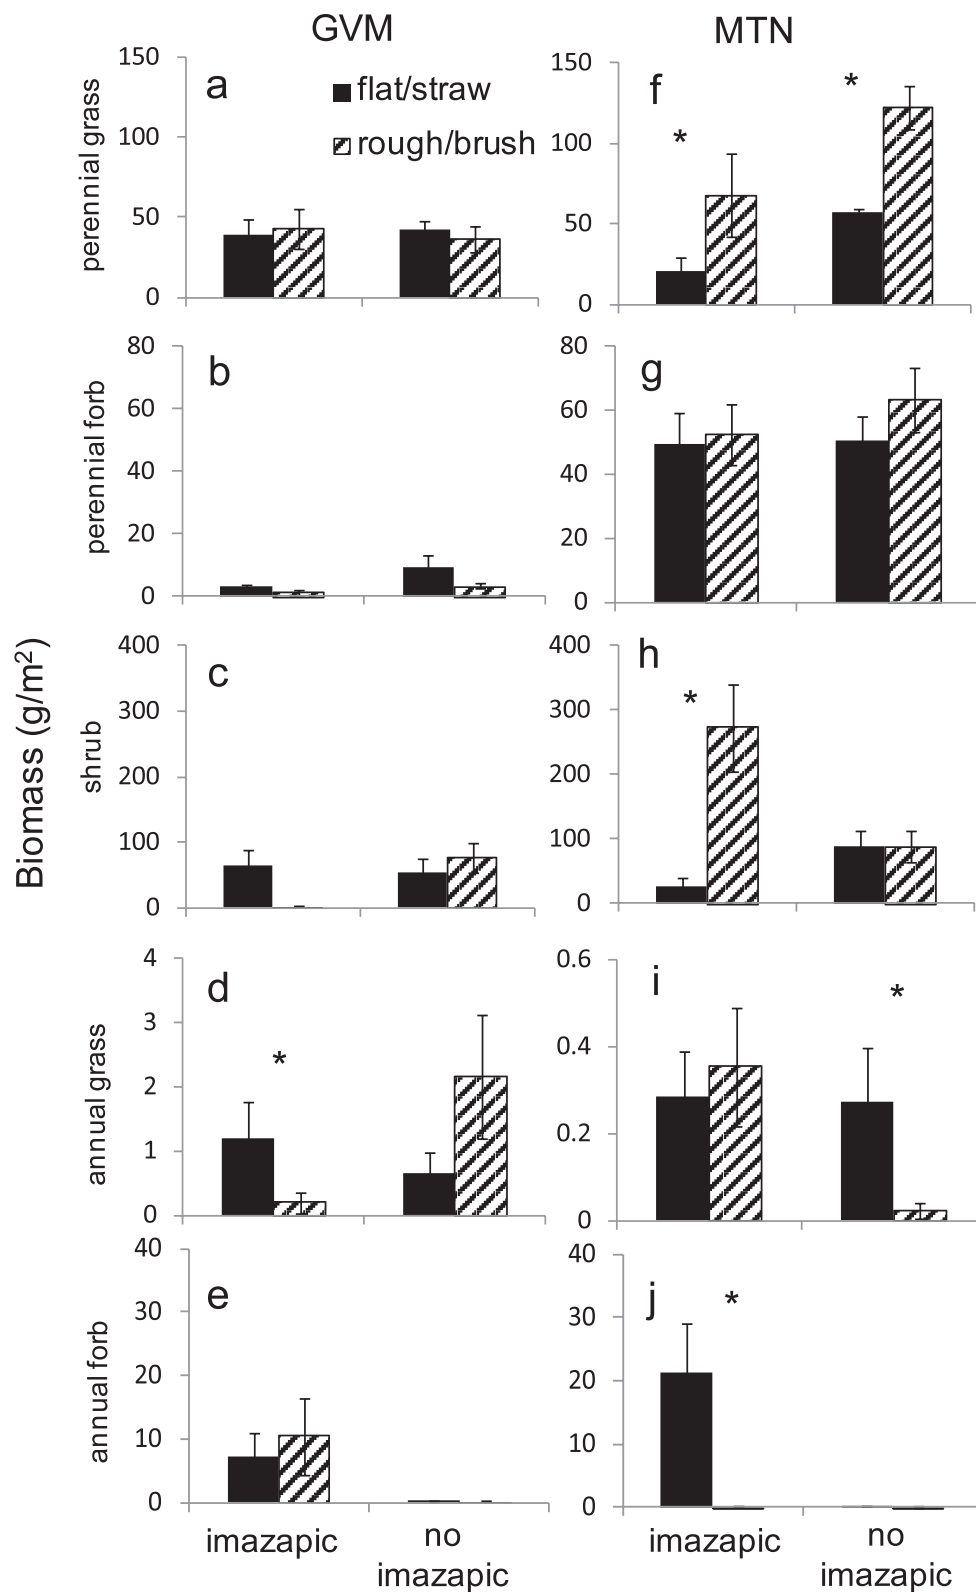 GVM
MTN
Biomass (g/m²)
perennial grass
150
100
50
0
a
flat/straw
rough/brush
150
100
50
0
f
*
*
perennial forb
80
60
40
20
0
b
80
60
40
20
0
g
shrub
400
300
200
100
0
c
400
300
200
100
0
h
*
annual grass
4
3
2
1
0
d
*
0.6
0.4
0.2
0
i
*
annual forb
40
30
20
10
0
e
40
30
20
10
0
j
*
imazapic
no
imazapic
imazapic
no
imazapic